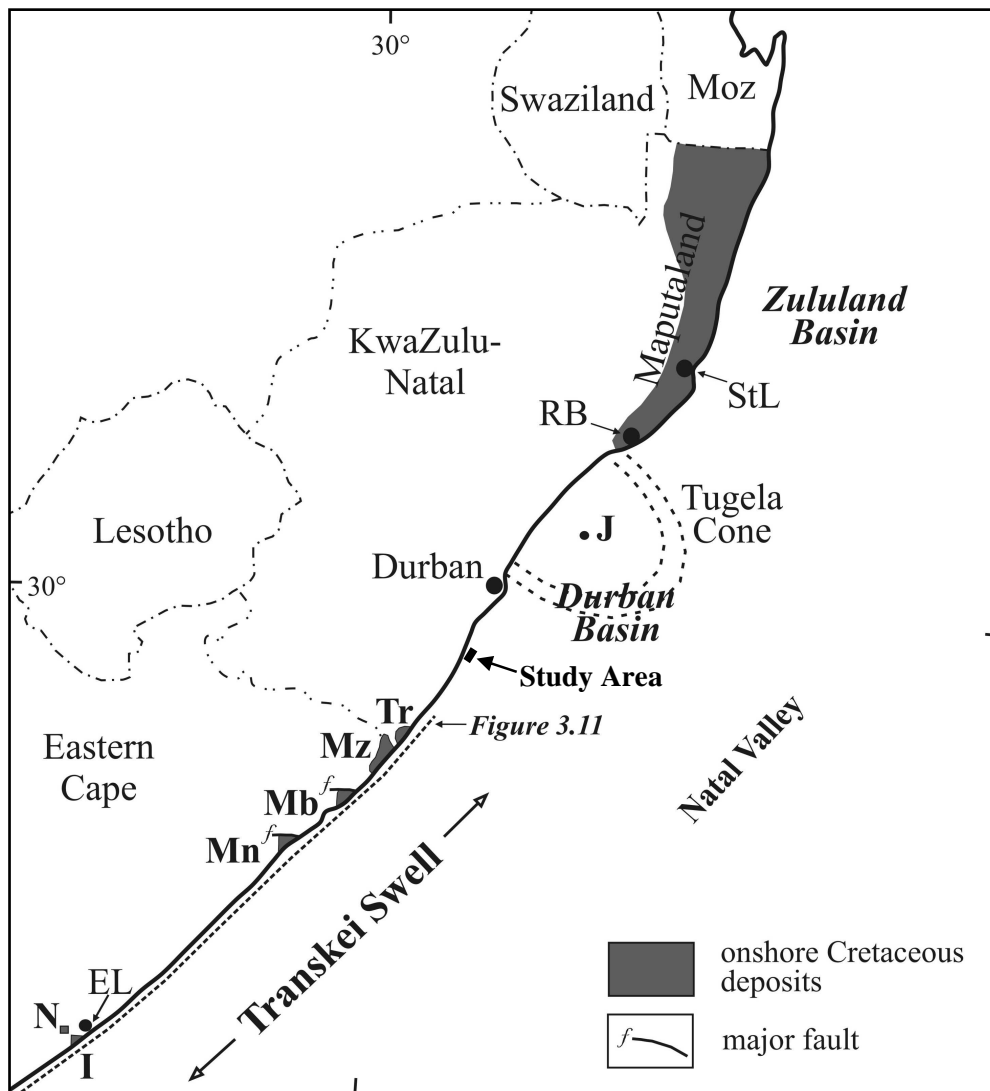 30°
Swaziland
Moz
Maputaland
Zululand
Basin
KwaZulu-
Natal
StL
RB
Tugela
Cone
Lesotho
J
30°
Durban
Durban
Basin
Study Area
Tr
Figure 3.11
Mz
Eastern
Cape
Natal Valley
Mb
f
Mn
f
Transkei Swell
onshore Cretaceous
deposits
EL
N
I
f
major fault